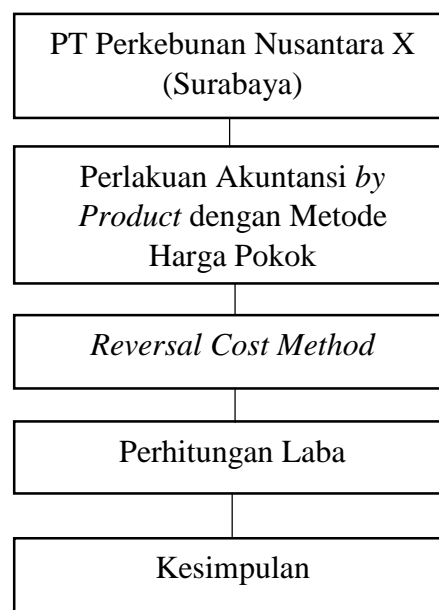 PT Perkebunan Nusantara X
(Surabaya)
Perlakuan Akuntansi by
Product dengan Metode
Harga Pokok
Reversal Cost Method
Perhitungan Laba
Kesimpulan